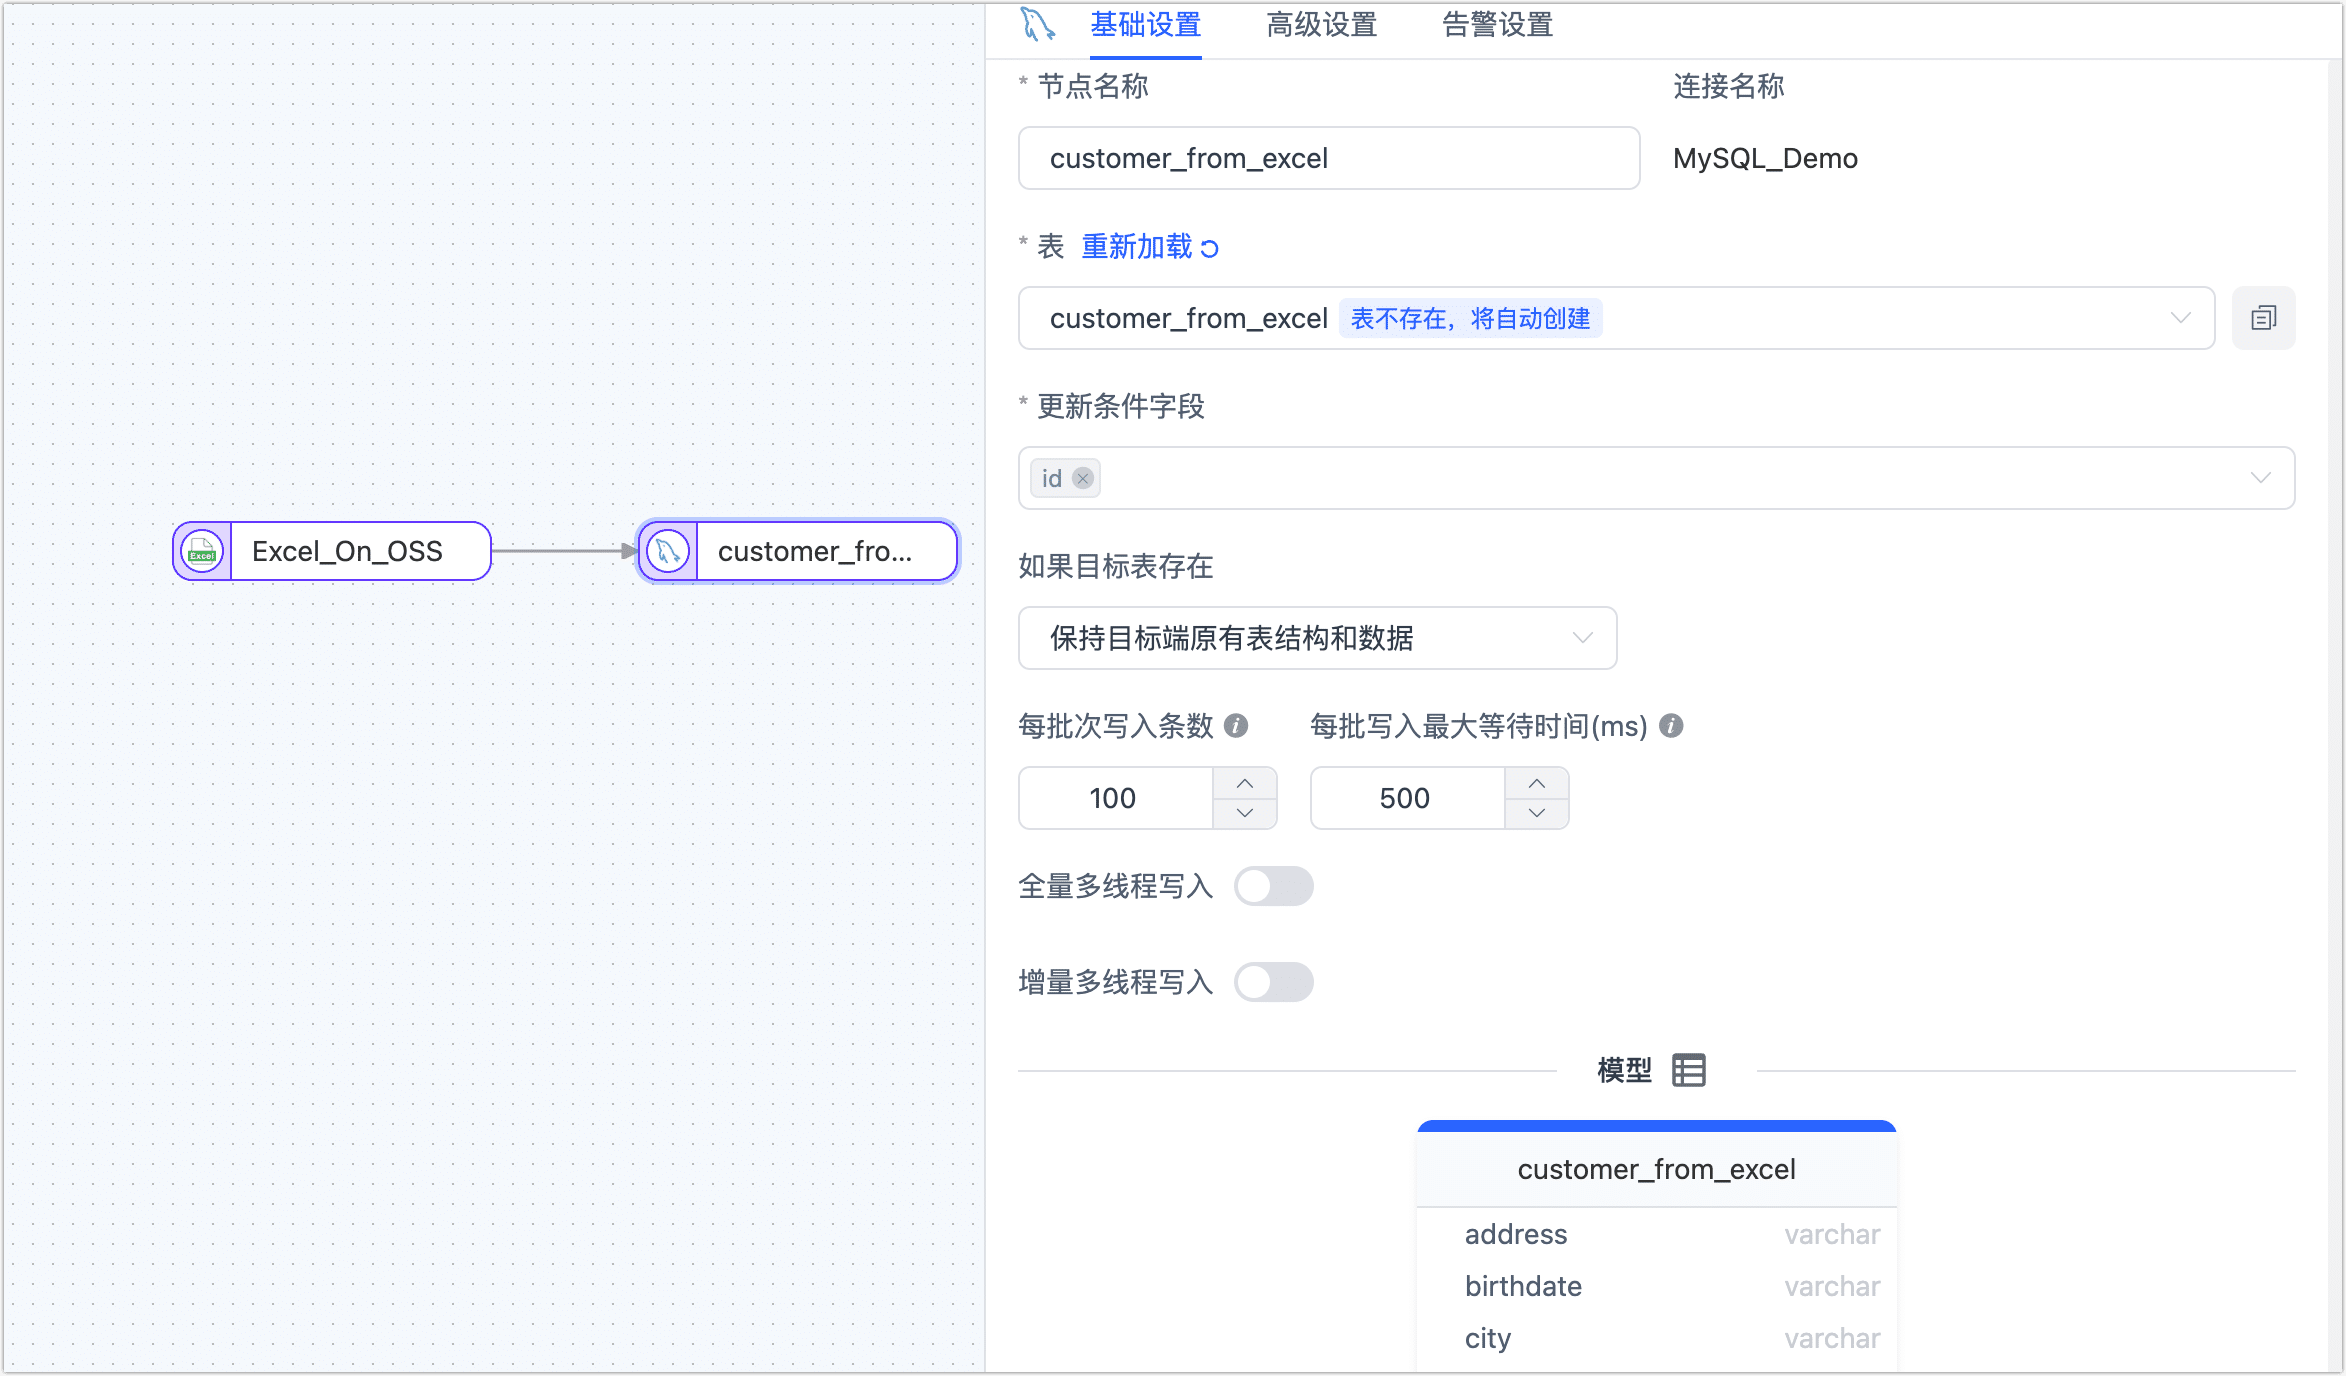 基础设置 高级设置 告警设置
* 节点名称 连接名称
customer_from_excel MySQL_Demo
* 表 重新加载
customer_from_excel 表不存在，将自动创建
* 更新条件字段
id
Excel
Excel_On_OSS
customer_fro...
如果目标表存在
保持目标端原有表结构和数据
每批次写入条数 每批写入最大等待时间(ms)
100 500
全量多线程写入
增量多线程写入
模型
customer_from_excel
address varchar
birthdate varchar
city varchar